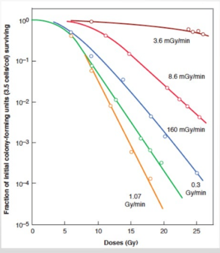 Fraction of initial colony-forming units (3.5 cells/col) surviving
10⁰
10⁻¹
10⁻²
10⁻³
10⁻⁴
10⁻⁵
3.6 mGy/min
8.6 mGy/min
160 mGy/min
0.3
Gy/min
1.07
Gy/min
0
5
10
15
20
25
Doses (Gy)